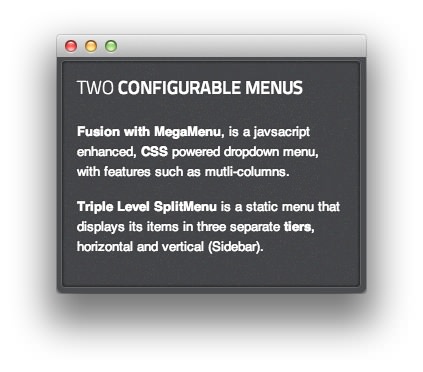 TWO CONFIGURABLE MENUS
Fusion with MegaMenu, is a javsacript
enhanced, CSS powered dropdown menu,
with features such as mutli-columns.
Triple Level SplitMenu is a static menu that
displays its items in three separate tiers,
horizontal and vertical (Sidebar).